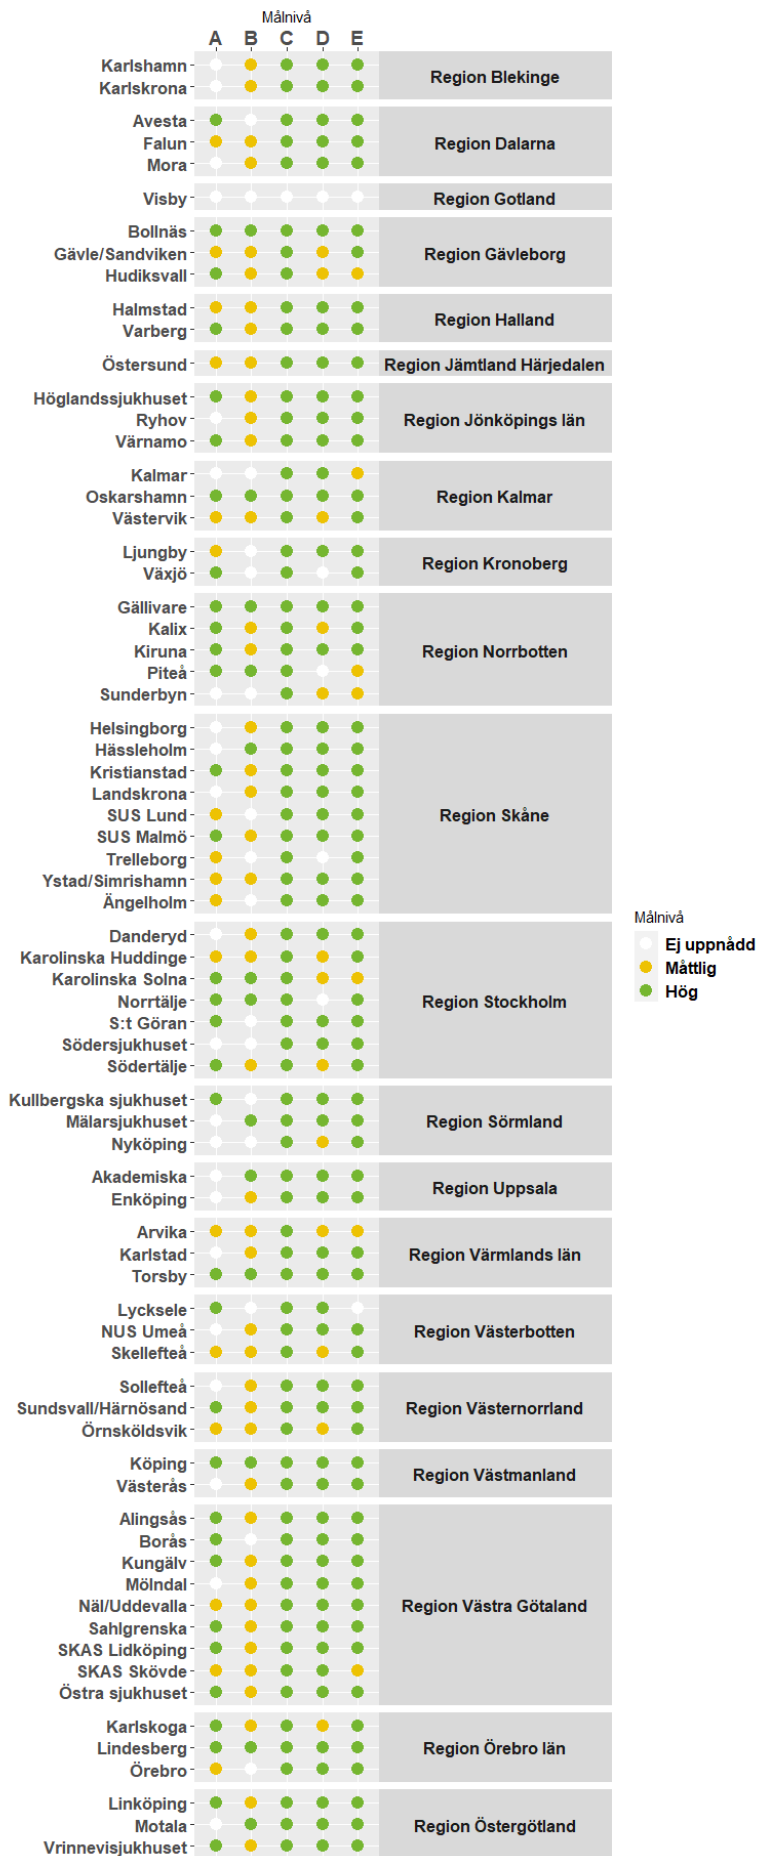 Målnivå
A B C D E
Karlshamn
Karlskrona
Region Blekinge
Avesta
Falun
Mora
Region Dalarna
Visby
Region Gotland
Bollnäs
Gävle/Sandviken
Hudiksvall
Region Gävleborg
Halmstad
Varberg
Region Halland
Östersund
Region Jämtland Härjedalen
Höglandssjukhuset
Ryhov
Värnamo
Region Jönköpings län
Kalmar
Oskarshamn
Västervik
Region Kalmar
Ljungby
Växjö
Region Kronoberg
Gällivare
Kalix
Kiruna
Piteå
Sunderbyn
Region Norrbotten
Helsingborg
Hässleholm
Kristianstad
Landskrona
SUS Lund
SUS Malmö
Trelleborg
Ystad/Simrishamn
Ängelholm
Region Skåne
Danderyd
Karolinska Huddinge
Karolinska Solna
Norrtälje
S:t Göran
Södersjukhuset
Södertälje
Region Stockholm
Kullbergska sjukhuset
Mälarsjukhuset
Nyköping
Region Sörmland
Akademiska
Enköping
Region Uppsala
Arvika
Karlstad
Torsby
Region Värmlands län
Lycksele
NUS Umeå
Skellefteå
Region Västerbotten
Sollefteå
Sundsvall/Härnösand
Örnsköldsvik
Region Västernorrland
Köping
Västerås
Region Västmanland
Alingsås
Borås
Kungälv
Mölndal
Näl/Uddevalla
Sahlgrenska
SKAS Lidköping
SKAS Skövde
Östra sjukhuset
Region Västra Götaland
Karlskoga
Lindesberg
Örebro
Region Örebro län
Linköping
Motala
Vrinnevisjukhuset
Region Östergötland
Målnivå
Ej uppnådd
Måttlig
Hög